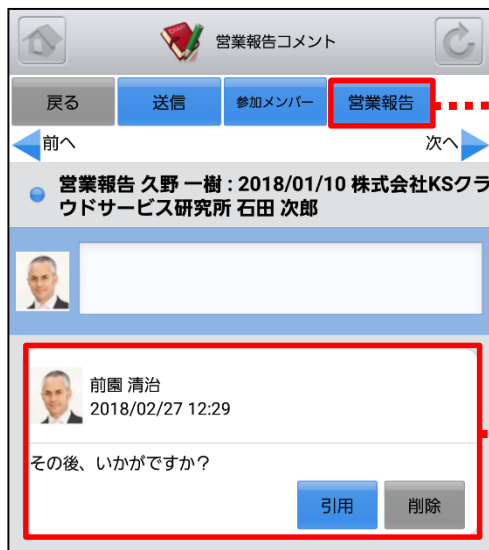 営業報告コメント
戻る 送信 参加メンバー 営業報告
前へ 次へ
営業報告 久野 一樹 : 2018/01/10 株式会社KSクラ
ウドサービス研究所 石田 次郎
前園 清治
2018/02/27 12:29
その後、いかがですか？
引用 削除